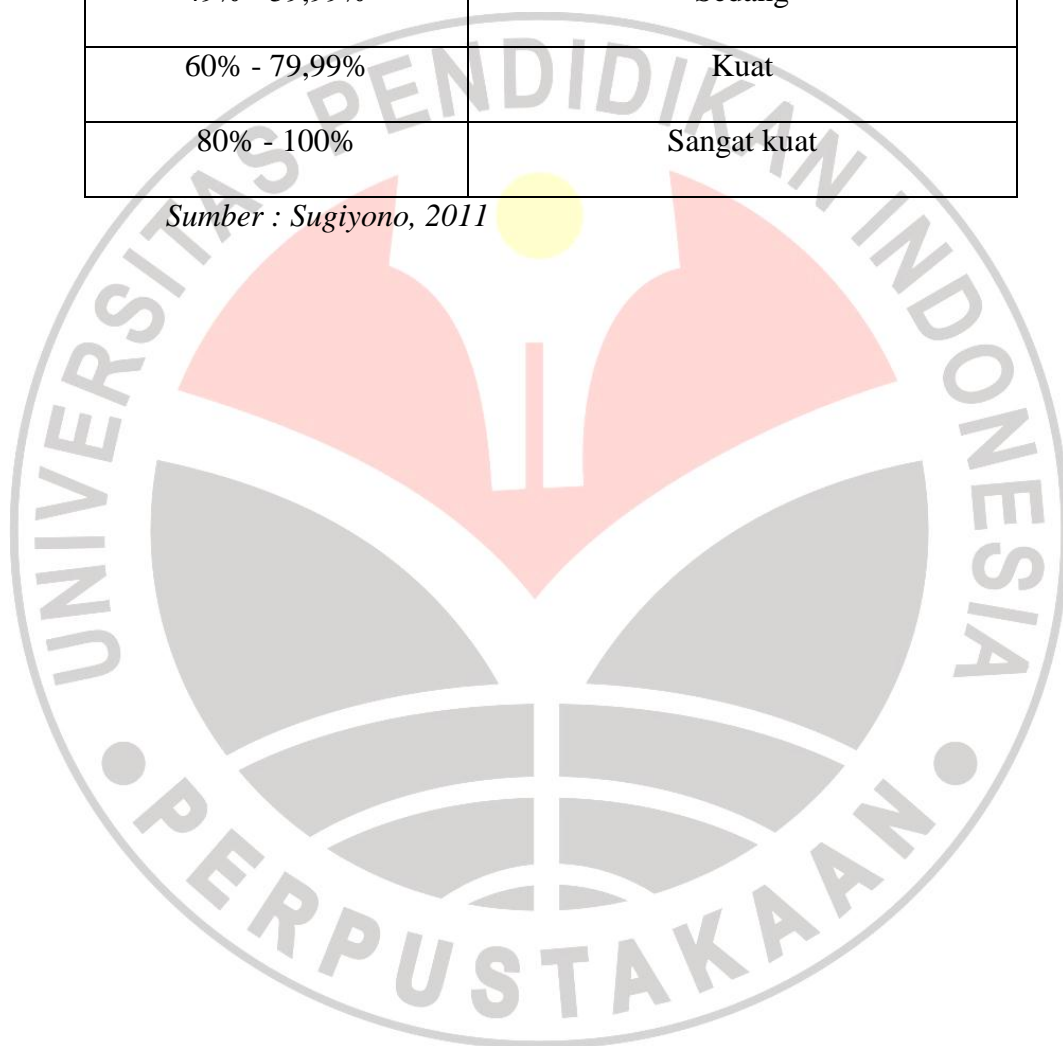 Sedang
60% - 79,99% Kuat
80% - 100% Sangat kuat
Sumber : Sugiyono, 2011
UNIVERSITAS PENDIDIKAN INDONESIA
PERPUSTAKAAN